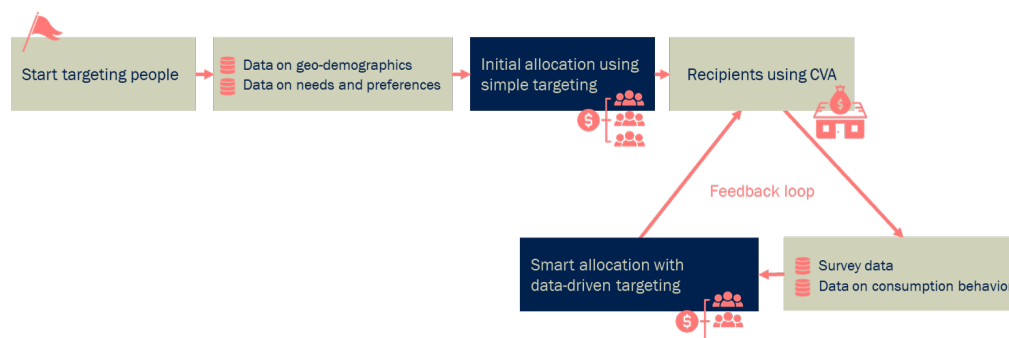 Start targeting people
Data on geo-demographics
Data on needs and preferences
Initial allocation using
simple targeting
Recipients using CVA
$
$
Feedback loop
Smart allocation with
data-driven targeting
Survey data
Data on consumption behavior
$